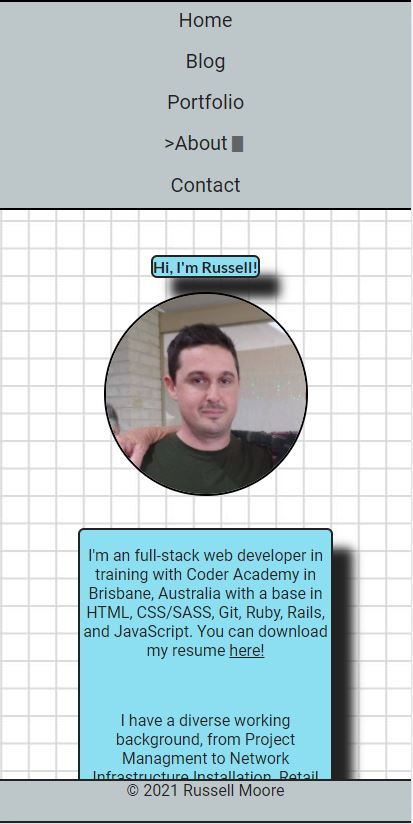 Home
Blog
Portfolio
>About
Contact
Hi, I'm Russell!
I'm an full-stack web developer in
training with Coder Academy in
Brisbane, Australia with a base in
HTML, CSS/SASS, Git, Ruby, Rails,
and JavaScript. You can download
my resume here!
I have a diverse working
background, from Project
Managment to Network
Infrastructure Installation, Retail
© 2021 Russell Moore